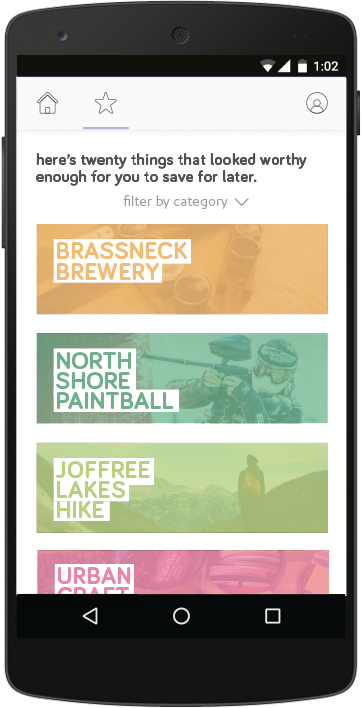 1:02
here's twenty things that looked worthy
enough for you to save for later.
filter by category
BRASSNECK
BREWERY
NORTH
SHORE
PAINTBALL
JOFFREE
LAKES
HIKE
URBAN
CRAFT